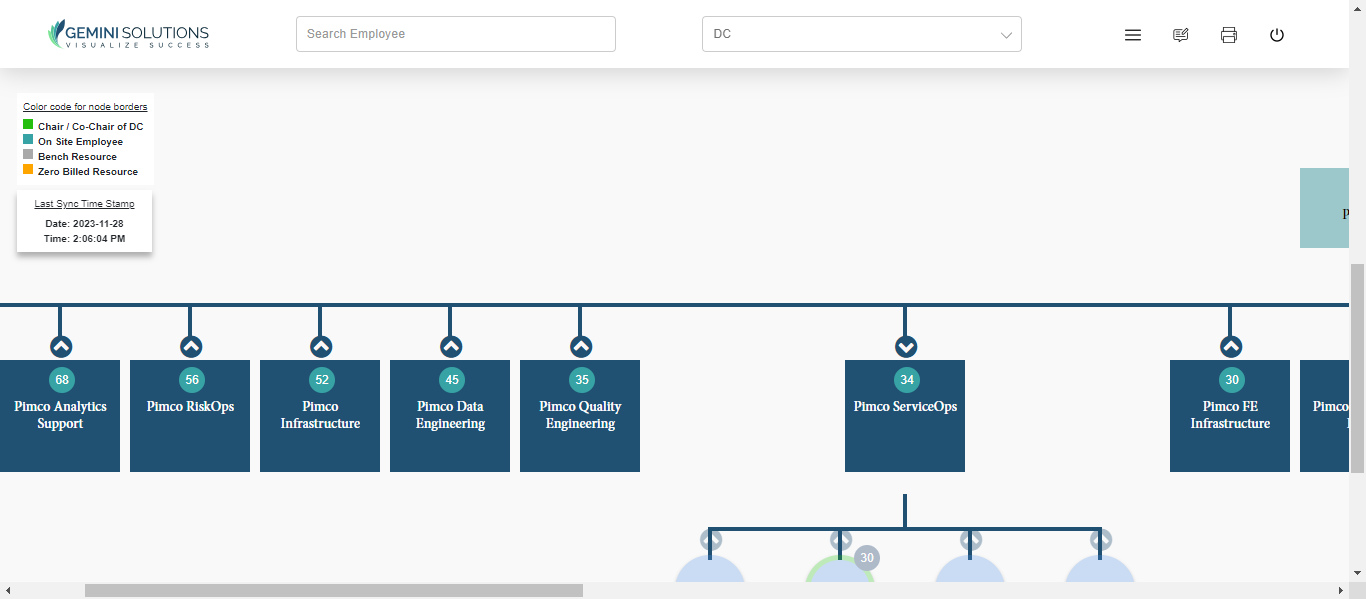 GEMINI SOLUTIONS
VISUALIZE SUCCESS
Search Employee
DC
Color code for node borders
Chair / Co-Chair of DC
On Site Employee
Bench Resource
Zero Billed Resource
Last Sync Time Stamp
Date: 2023-11-28
Time: 2:06:04 PM
68
Pimco Analytics
Support
56
Pimco RiskOps
52
Pimco
Infrastructure
45
Pimco Data
Engineering
35
Pimco Quality
Engineering
34
Pimco ServiceOps
30
Pimco FE
Infrastructure
Pimco
30